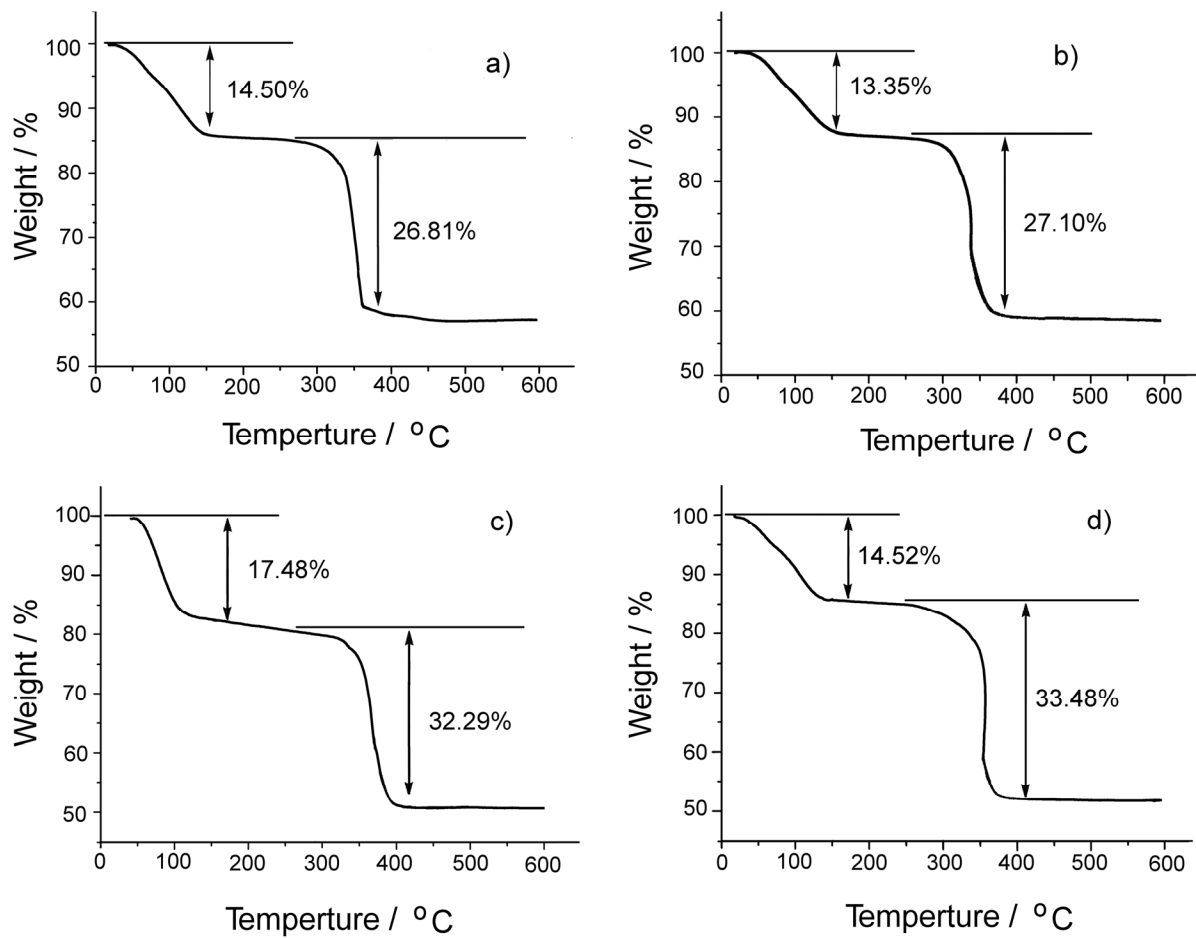 a)
100
90
80
70
60
50
14.50%
26.81%
0 100 200 300 400 500 600
Weight / %
Temperture / °C
b)
100
90
80
70
60
50
13.35%
27.10%
0 100 200 300 400 500 600
Weight / %
Temperture / °C
c)
100
90
80
70
60
50
17.48%
32.29%
0 100 200 300 400 500 600
Weight / %
Temperture / °C
d)
100
90
80
70
60
50
14.52%
33.48%
0 100 200 300 400 500 600
Weight / %
Temperture / °C